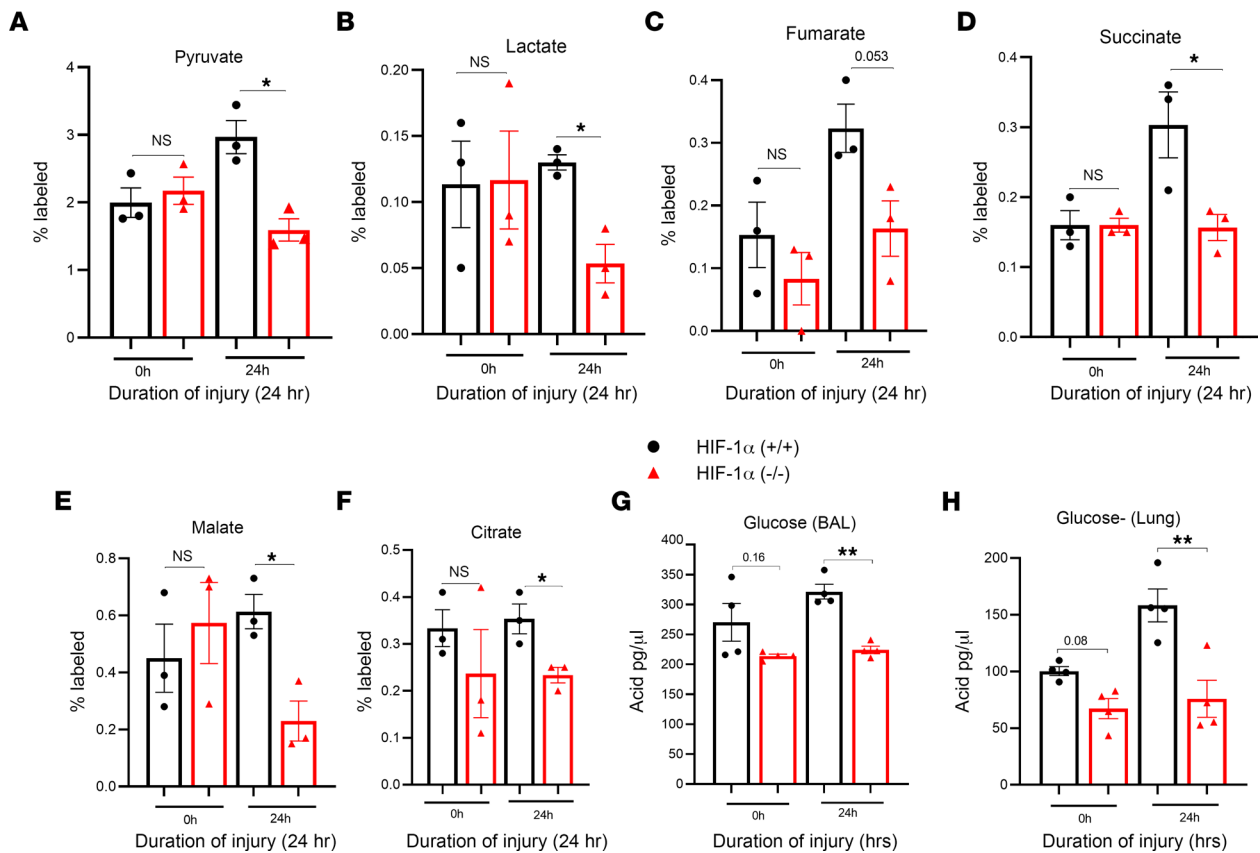 A
Pyruvate
% labeled
4
3
2
1
0
NS
*
0h
24h
Duration of injury (24 hr)
B
Lactate
% labeled
0.20
0.15
0.10
0.05
0.00
NS
*
0h
24h
Duration of injury (24 hr)
C
Fumarate
% labeled
0.4
0.3
0.2
0.1
0.0
NS
0.053
0h
24h
Duration of injury (24 hr)
D
Succinate
% labeled
0.4
0.3
0.2
0.1
0.0
NS
*
0h
24h
Duration of injury (24 hr)
HIF-1α (+/+)
HIF-1α (-/-)
E
Malate
% labeled
0.8
0.6
0.4
0.2
0.0
NS
*
0h
24h
Duration of injury (24 hr)
F
Citrate
% labeled
0.5
0.4
0.3
0.2
0.1
0.0
NS
*
0h
24h
Duration of injury (24 hr)
G
Glucose (BAL)
Acid pg/μl
400
350
300
250
200
150
100
50
0
0.16
**
0h
24h
Duration of injury (hrs)
H
Glucose- (Lung)
Acid pg/μl
200
150
100
50
0
0.08
**
0h
24h
Duration of injury (hrs)